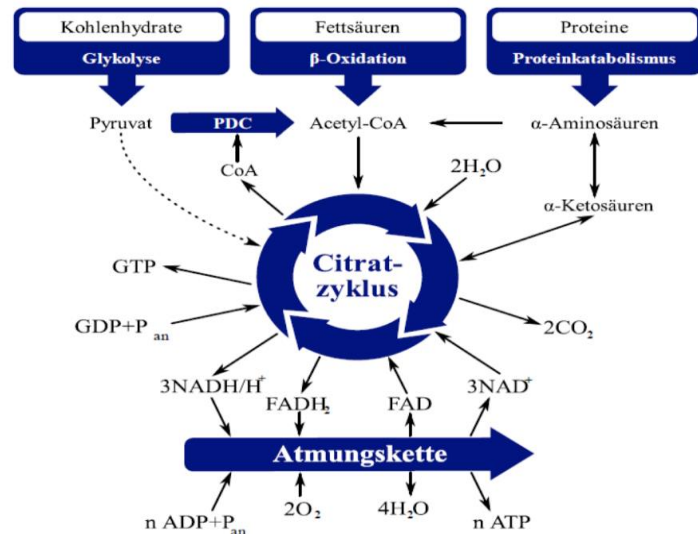 Kohlenhydrate
Glykolyse
Fettsäuren
β-Oxidation
Proteine
Proteinkatabolismus
Pyruvat
PDC
Acetyl-CoA
α-Aminosäuren
CoA
2H₂O
α-Ketosäuren
Citrat-
zyklus
GTP
GDP+P an
2CO₂
3NADH/H⁺
FADH₂
FAD
3NAD⁺
Atmungskette
n ADP+Pan
2O₂
4H₂O
n ATP